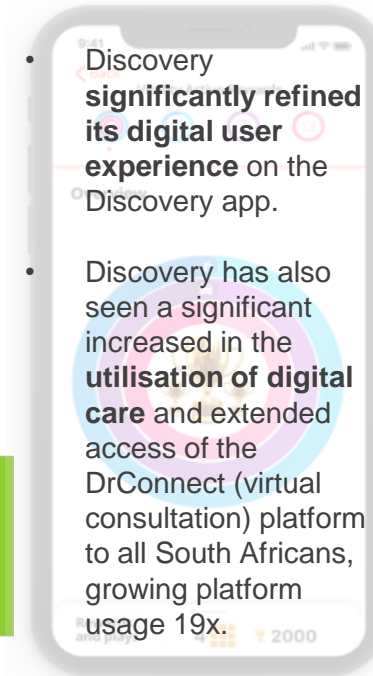 9:41
Back
• Discovery
significantly refined
its digital user
experience on the
Overview
Discovery app.
• Discovery has also
seen a significant
increased in the
utilisation of digital
care and extended
access of the
DrConnect (virtual
consultation) platform
to all South Africans,
growing platform
usage 19x.
and play
2000